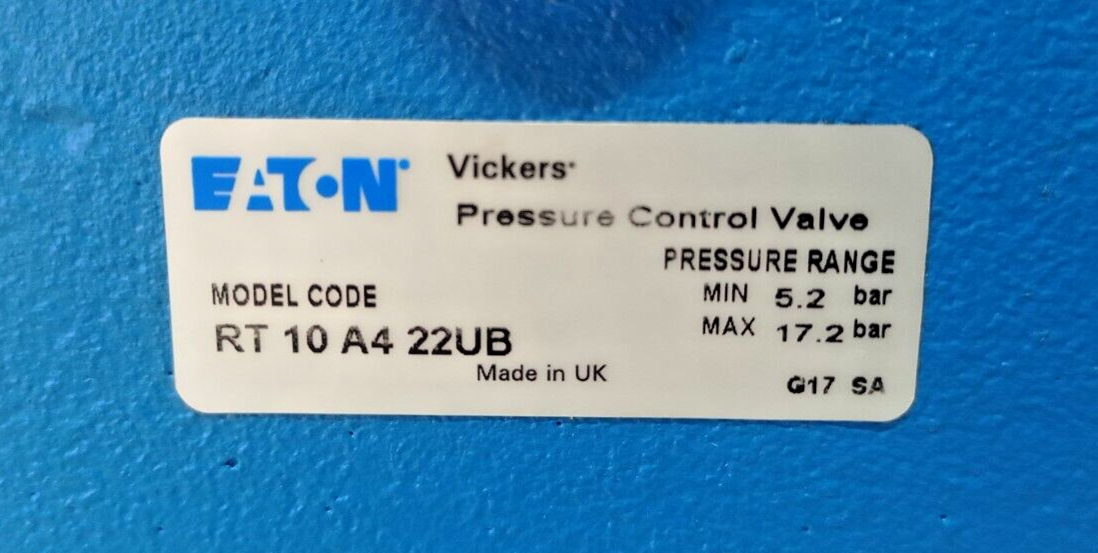 EATON Vickers
Pressure Control Valve
PRESSURE RANGE
MODEL CODE MIN 5.2 bar
RT 10 A4 22UB MAX 17.2 bar
Made in UK
G17 SA